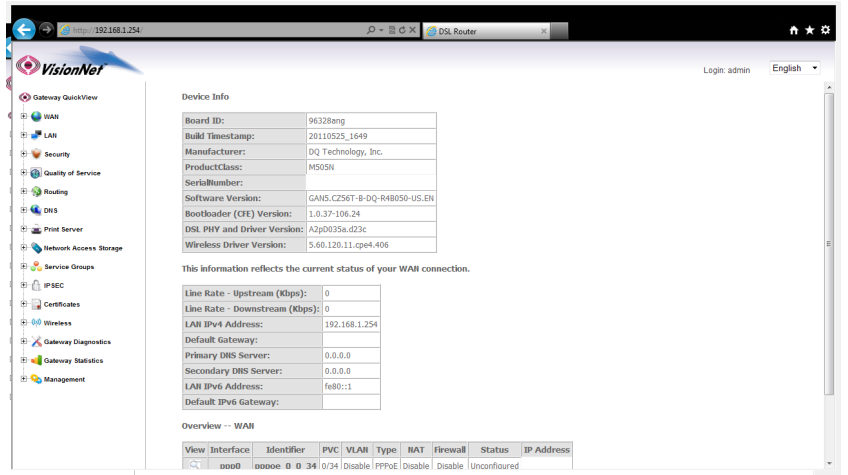 http://192.168.1.254/
DSL Router
VisionNet
Login: admin
English
Gateway QuickView
WAN
LAN
Security
Quality of Service
Routing
DNS
Print Server
Network Access Storage
Service Groups
IPSEC
Certificates
Wireless
Gateway Diagnostics
Gateway Statistics
Management
Device Info
Board ID: 96328ang
Build Timestamp: 20110525_1649
Manufacturer: DQ Technology, Inc.
ProductClass: M505N
SerialNumber:
Software Version: GAN5.CZ56T-B-DQ-R4B050-US.EN
Bootloader (CFE) Version: 1.0.37-106.24
DSL PHY and Driver Version: A2pD035a.d23c
Wireless Driver Version: 5.60.120.11.cpe4.406
This information reflects the current status of your WAN connection.
Line Rate - Upstream (Kbps): 0
Line Rate - Downstream (Kbps): 0
LAN IPv4 Address: 192.168.1.254
Default Gateway:
Primary DNS Server: 0.0.0.0
Secondary DNS Server: 0.0.0.0
LAN IPv6 Address: fe80::1
Default IPv6 Gateway:
Overview -- WAN
View Interface Identifier PVC VLAN Type NAT Firewall Status IP Address
ppp0 pppoe_0_0_34 0/34 Disable PPPoE Disable Disable Unconfigured